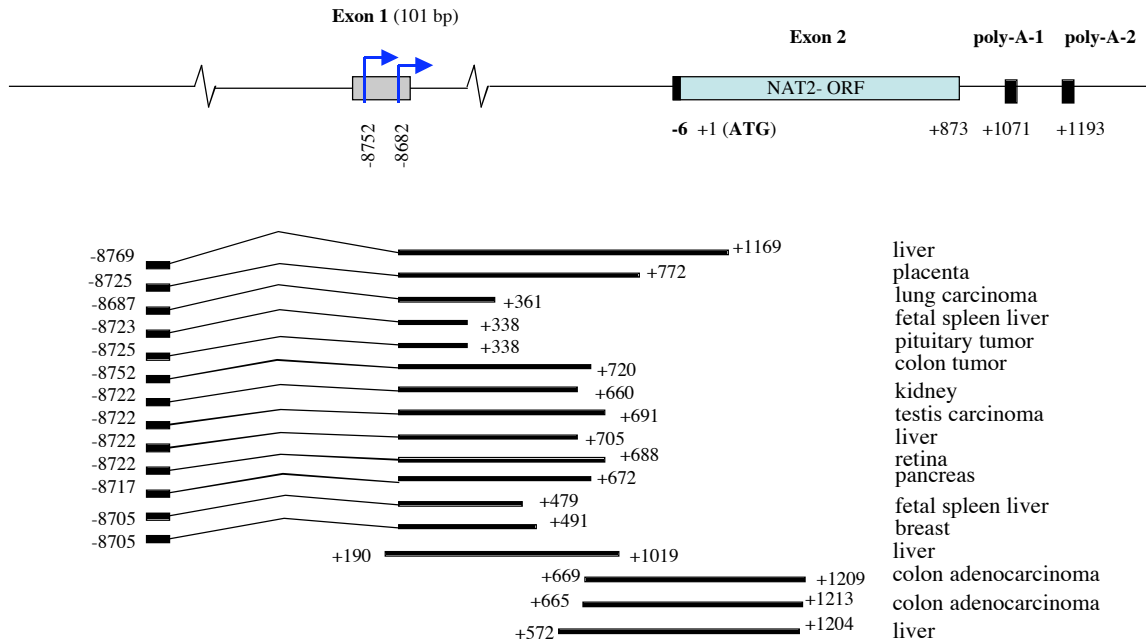 Exon 1 (101 bp)
Exon 2 poly-A-1 poly-A-2
NAT2- ORF
-8752 -8682 -6 +1 (ATG) +873 +1071 +1193
-8769 +1169 liver
-8725 +772 placenta
-8687 +361 lung carcinoma
-8723 +338 fetal spleen liver
-8725 +338 pituitary tumor
-8752 +720 colon tumor
-8722 +660 kidney
-8722 +691 testis carcinoma
-8722 +705 liver
-8722 +688 retina
-8717 +672 pancreas
-8705 +479 fetal spleen liver
-8705 +491 breast
+190 +1019 liver
+669 +1209 colon adenocarcinoma
+665 +1213 colon adenocarcinoma
+572 +1204 liver